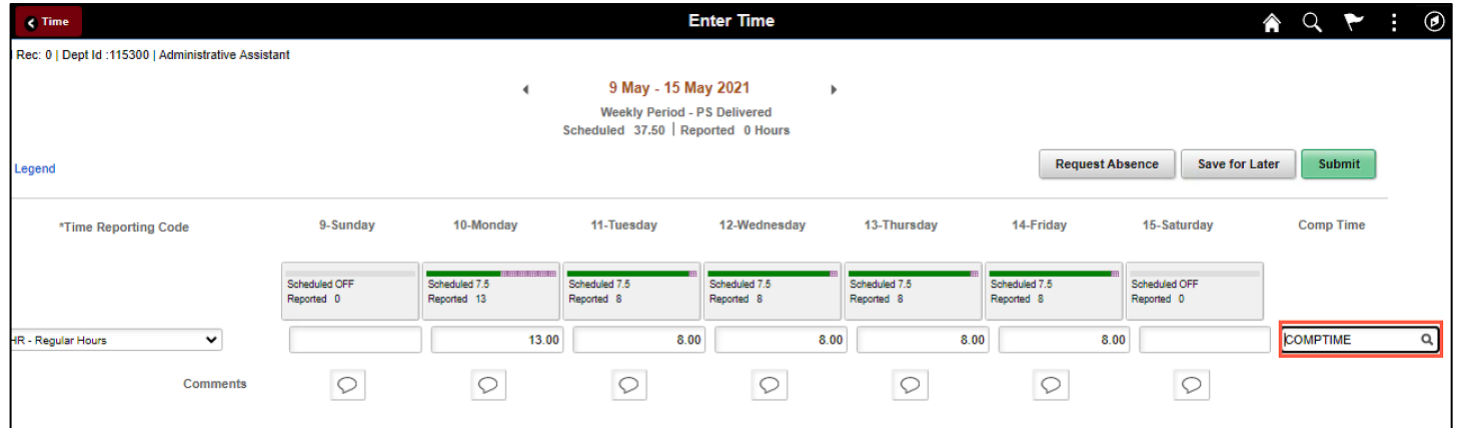 Time
Enter Time
Rec: 0 | Dept Id :115300 | Administrative Assistant
9 May - 15 May 2021
Weekly Period - PS Delivered
Scheduled 37.50 | Reported 0 Hours
Legend
Request Absence Save for Later Submit
*Time Reporting Code 9-Sunday 10-Monday 11-Tuesday 12-Wednesday 13-Thursday 14-Friday 15-Saturday Comp Time
Scheduled OFF Scheduled 7.5 Scheduled 7.5 Scheduled 7.5 Scheduled 7.5 Scheduled 7.5 Scheduled OFF
Reported 0 Reported 13 Reported 8 Reported 8 Reported 8 Reported 8 Reported 0
HR - Regular Hours 13.00 8.00 8.00 8.00 8.00 COMPTIME
Comments